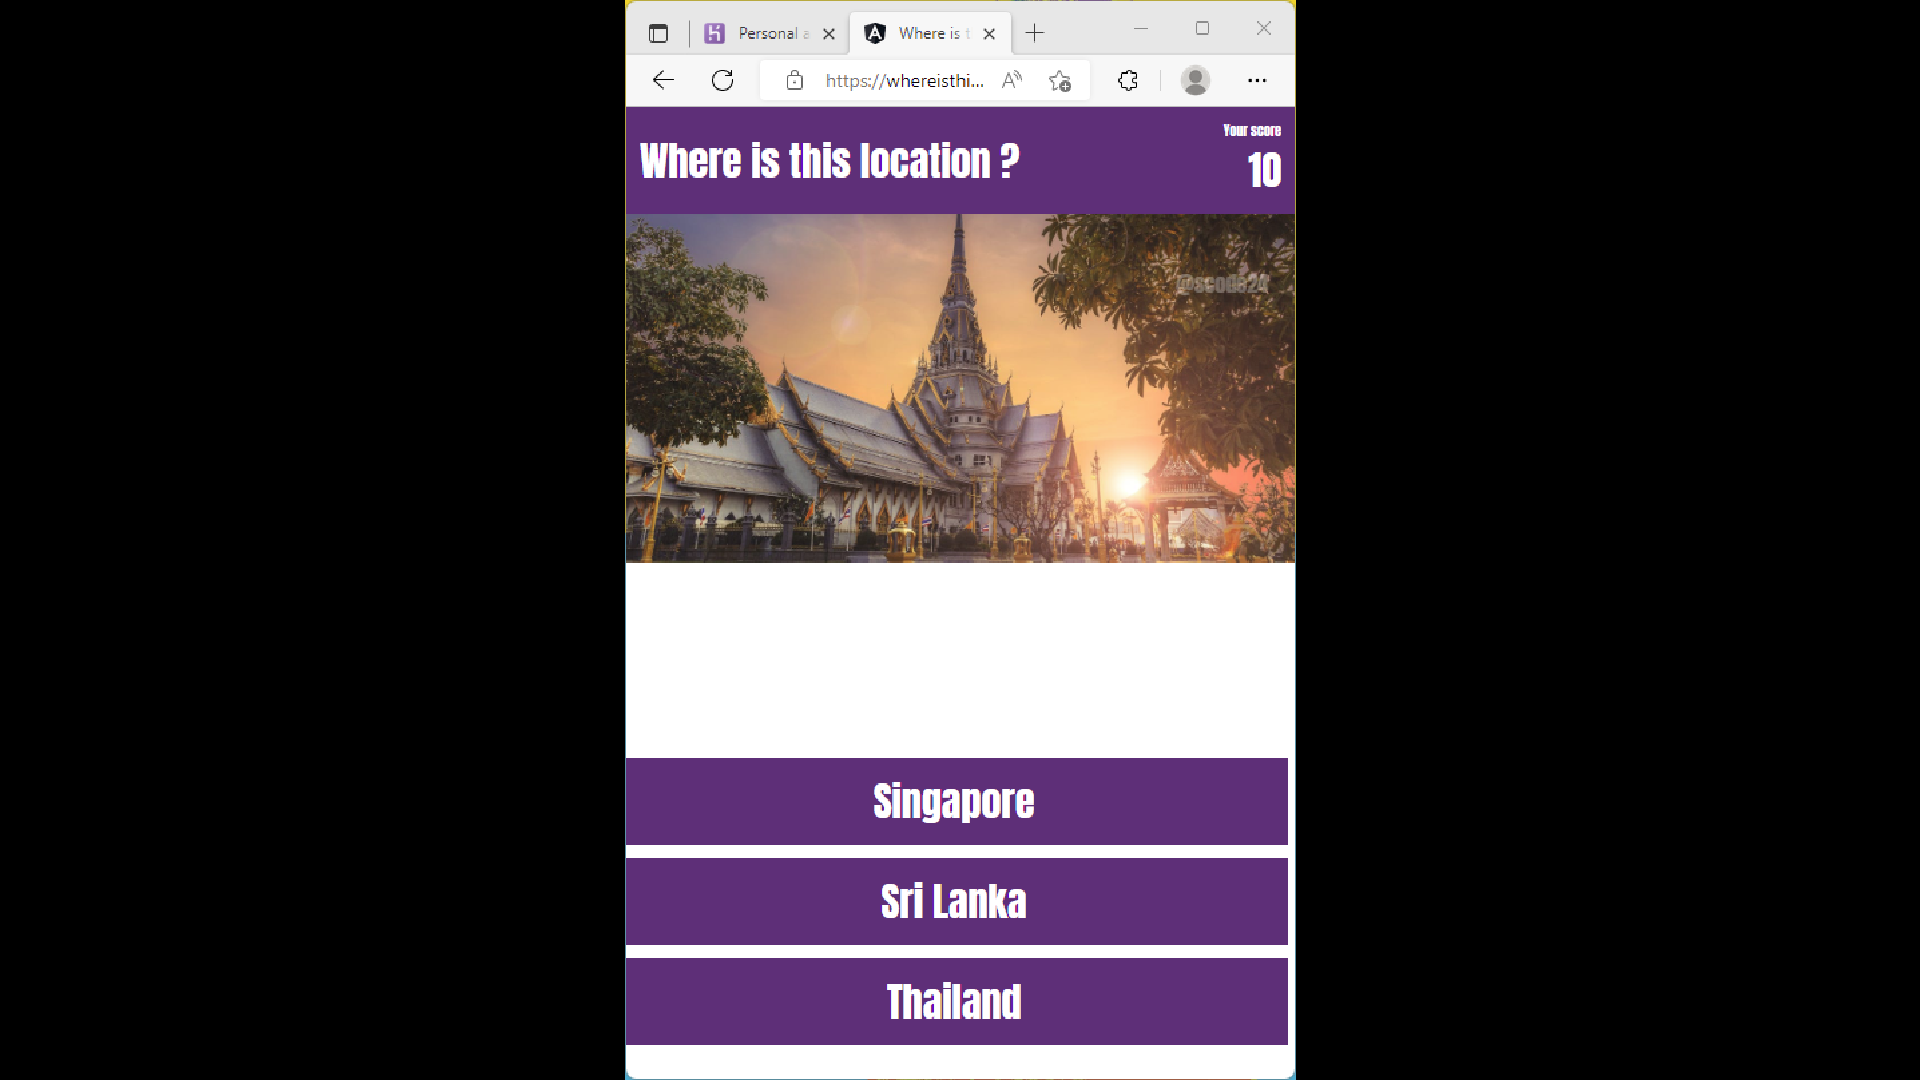 Personal a
Where is t
https://whereisthi...
Where is this location ?
Your score
10
@scode24
Singapore
Sri Lanka
Thailand